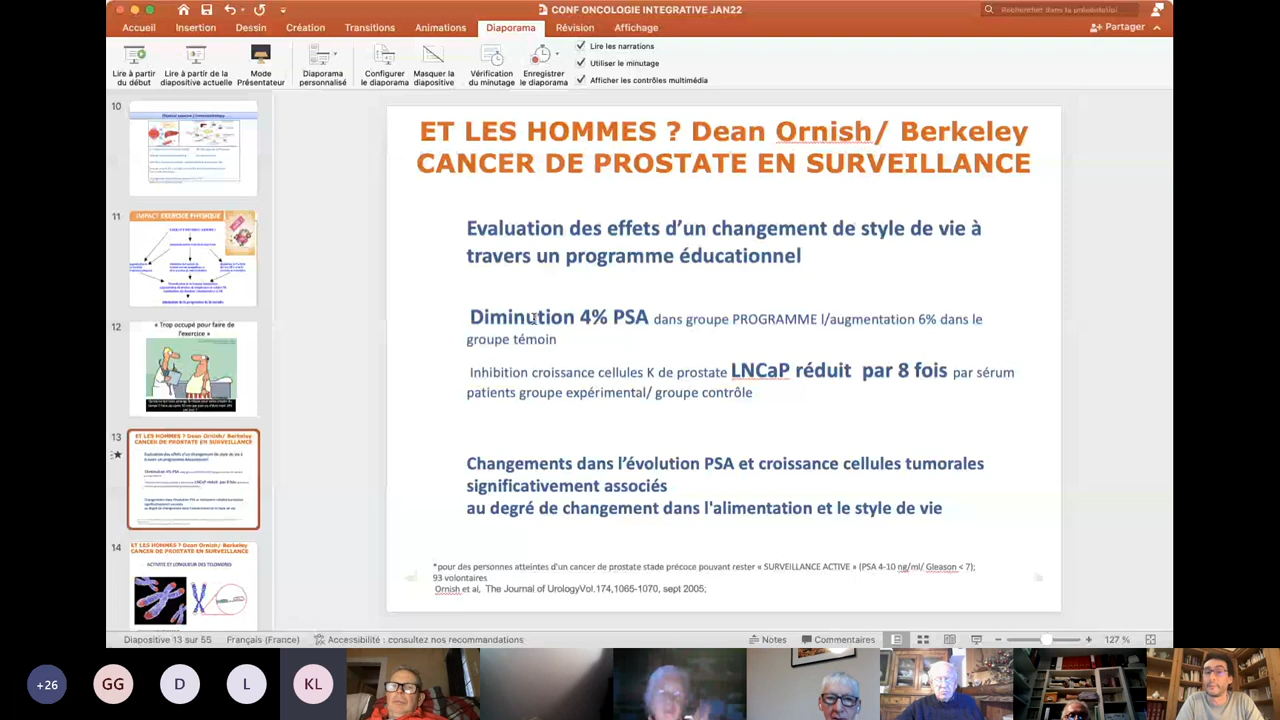 CONF ONCOLOGIE INTEGRATIVE JAN22
Rechercher dans la présentation
Accueil Insertion Dessin Création Transitions Animations Diaporama Révision Affichage
Partager
Lire à partir du début
Lire à partir de la diapositive actuelle
Mode Présentateur
Diaporama personnalisé
Configurer le diaporama
Masquer la diapositive
Vérification du minutage
Enregistrer le diaporama
Lire les narrations
Utiliser le minutage
Afficher les contrôles multimédia
10
11
IMPACT EXERCICE PHYSIQUE
12
« Trop occupé pour faire de
l'exercice »
13
ET LES HOMMES ? Dean Ornish/ Berkeley
CANCER DE PROSTATE EN SURVEILLANCE
14
ET LES HOMMES ? Dean Ornish/ Berkeley
CANCER DE PROSTATE EN SURVEILLANCE
ACTIVITE ET LONGUEUR DES TELOMERES
ET LES HOMMES ? Dean Ornish/ Berkeley
CANCER DE PROSTATE EN SURVEILLANCE
Evaluation des effets d’un changement de style de vie à
travers un programme éducationnel
Diminution 4% PSA dans groupe PROGRAMME l/augmentation 6% dans le
groupe témoin
Inhibition croissance cellules K de prostate LNCaP réduit par 8 fois par sérum
patients groupe expérimental/ groupe contrôle
Changements dans l'évolution PSA et croissance cellules tumorales
significativement associés
au degré de changement dans l'alimentation et le style de vie
*pour des personnes atteintes d'un cancer de prostate stade précoce pouvant rester « SURVEILLANCE ACTIVE » (PSA 4-10 ng/ml/ Gleason < 7);
93 volontaires
Ornish et al, The Journal of UrologyVol.174,1065-1070, sept 2005;
Diapositive 13 sur 55 Français (France) Accessibilité : consultez nos recommandations Notes Commentaires 127 %
+26 GG D L KL